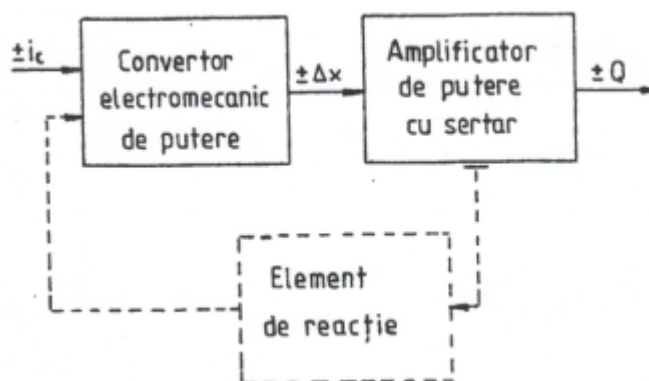 ±ic
Convertor
electromecanic
de putere
±Δx
Amplificator
de putere
cu sertar
±Q
Element
de reacție